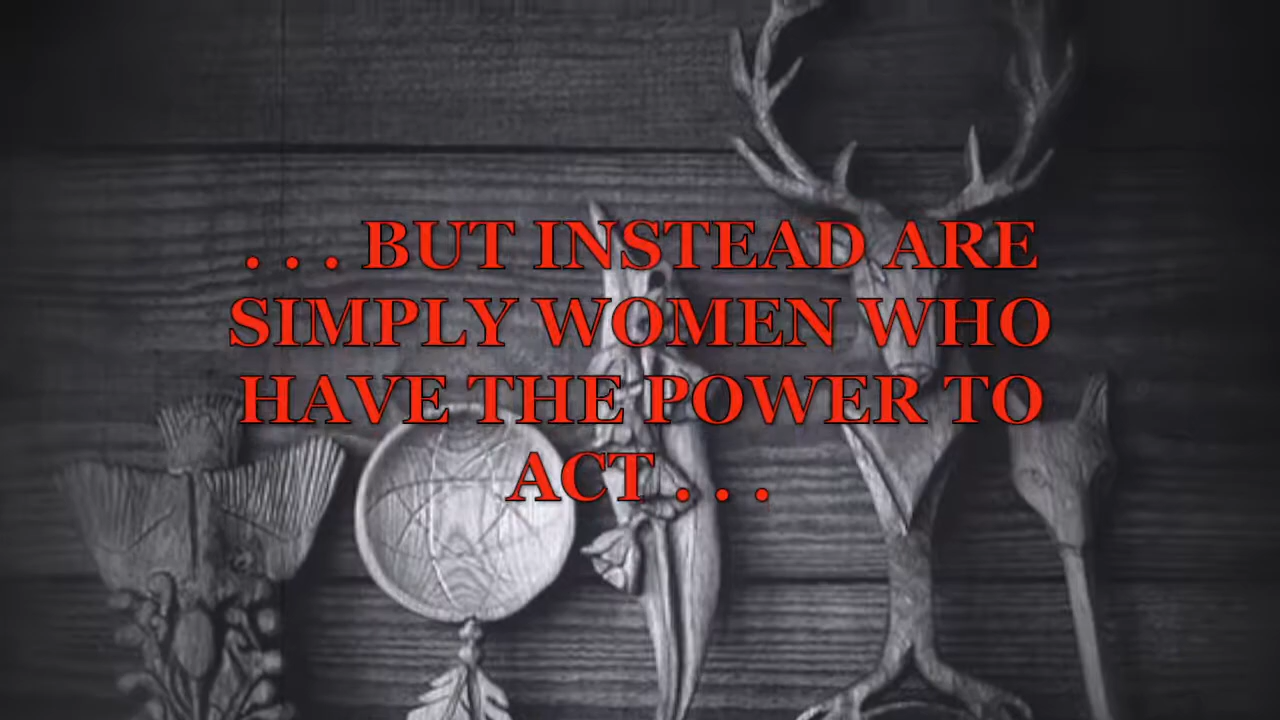 . . . BUT INSTEAD ARE
SIMPLY WOMEN WHO
HAVE THE POWER TO
ACT . . .